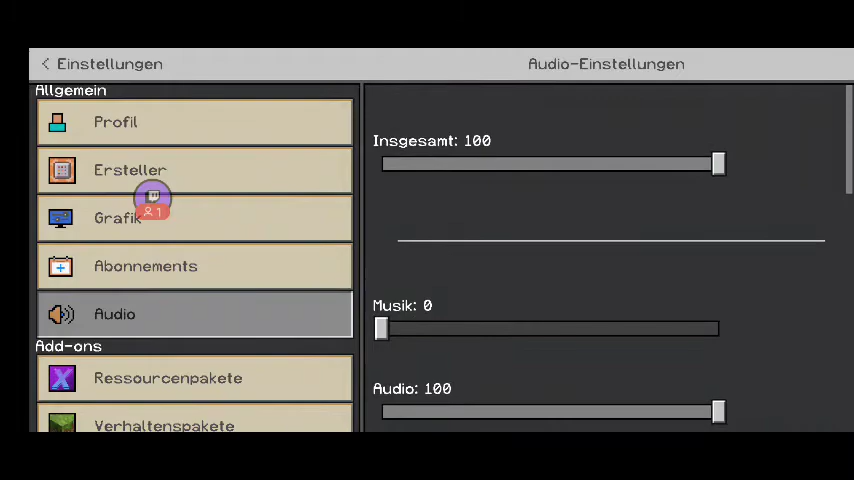 Einstellungen
Audio-Einstellungen
Allgemein
Profil
Ersteller
Grafik
1
Abonnements
Audio
Add-ons
Ressourcenpakete
Verhaltenspakete
Insgesamt: 100
Musik: 0
Audio: 100